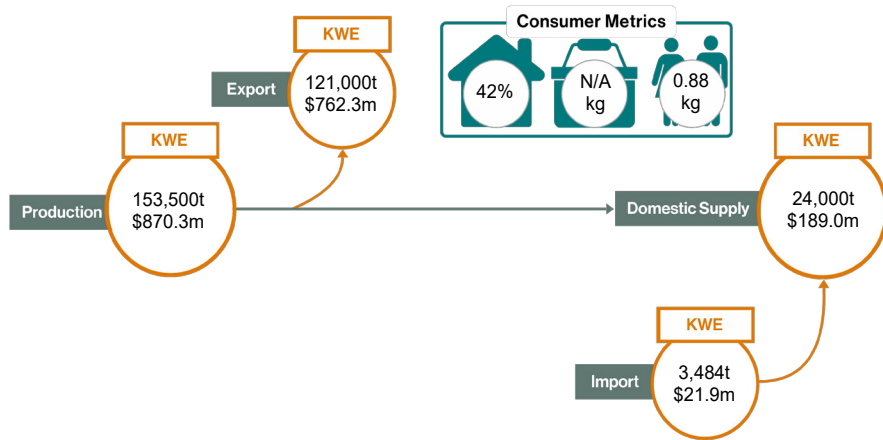 Consumer Metrics
42%
N/A
kg
0.88
kg
KWE
Export
121,000t
$762.3m
KWE
Production
153,500t
$870.3m
KWE
Domestic Supply
24,000t
$189.0m
KWE
Import
3,484t
$21.9m